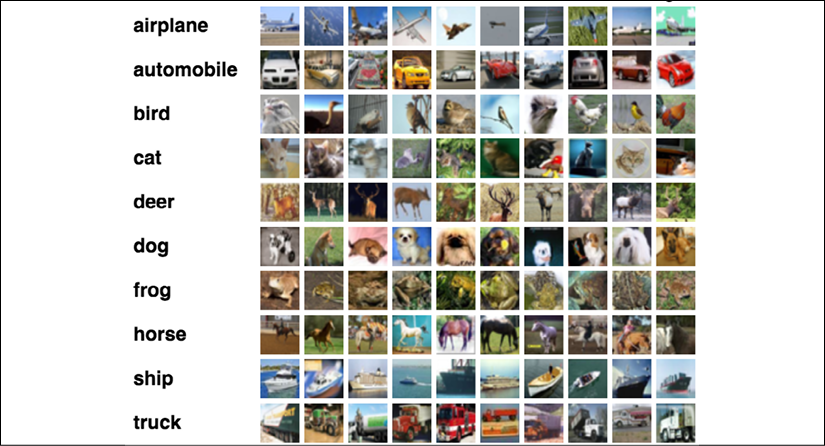 airplane
automobile
bird
cat
deer
dog
frog
horse
ship
truck